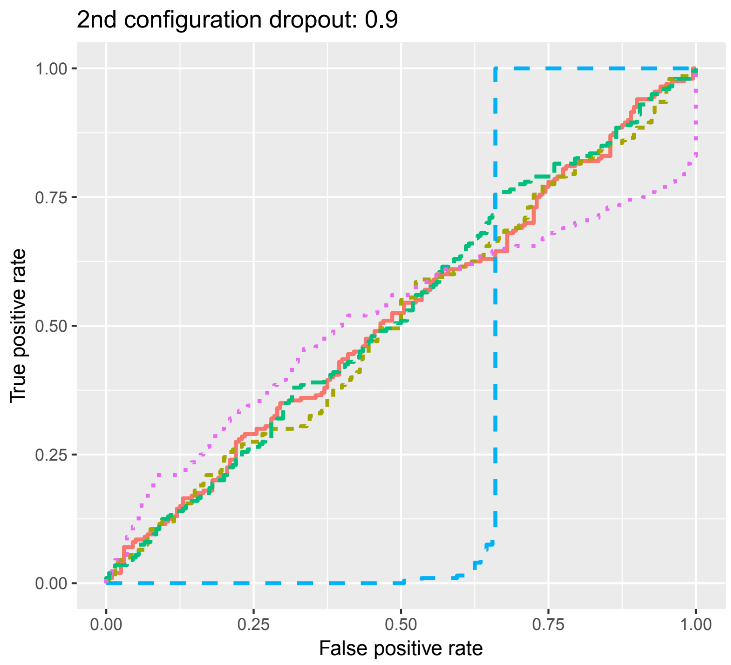 2nd configuration dropout: 0.9
1.00
0.75
0.50
0.25
0.00
True positive rate
0.00 0.25 0.50 0.75 1.00
False positive rate